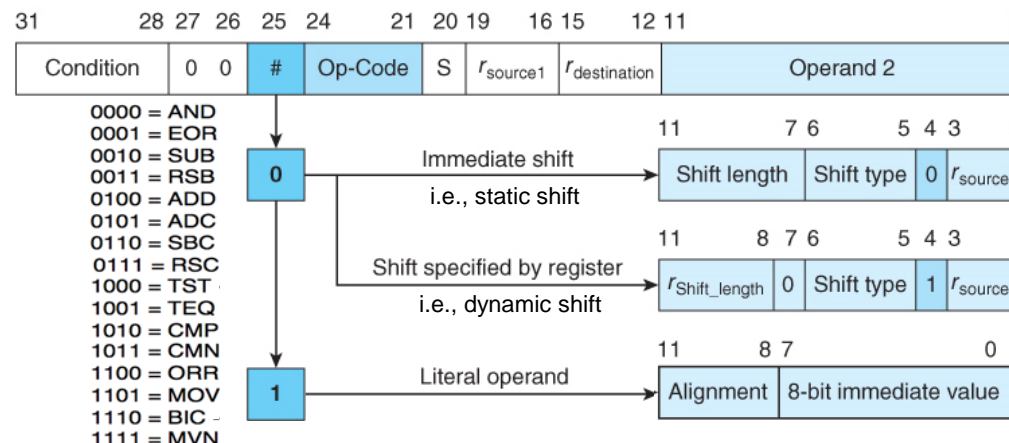 31 28 27 26 25 24 21 20 19 16 15 12 11
Condition 0 0 # Op-Code S rsource1 rdestination Operand 2
0000 = AND
0001 = EOR
0010 = SUB
0011 = RSB
0100 = ADD
0101 = ADC
0110 = SBC
0111 = RSC
1000 = TST
1001 = TEQ
1010 = CMP
1011 = CMN
1100 = ORR
1101 = MOV
1110 = BIC
1111 = MVN
0
1
Immediate shift
i.e., static shift
11 7 6 5 4 3
Shift length Shift type 0 rsource
Shift specified by register
i.e., dynamic shift
11 8 7 6 5 4 3
rShift_length 0 Shift type 1 rsource
Literal operand
11 8 7 0
Alignment 8-bit immediate value